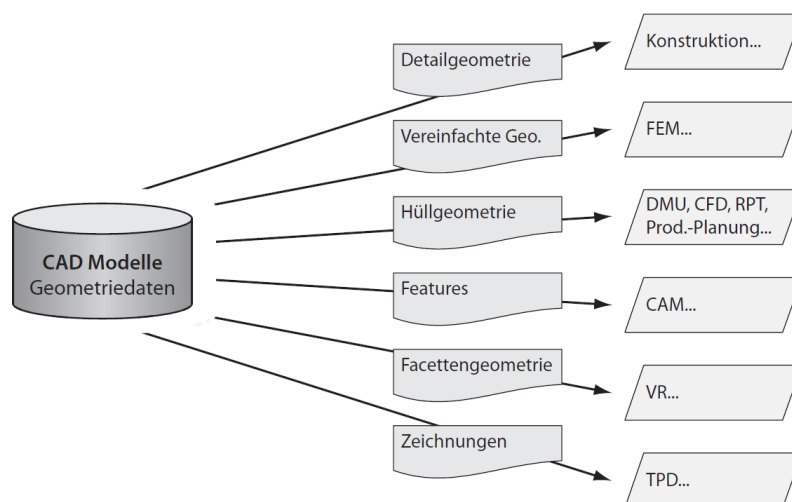 Detailgeometrie
Konstruktion...
Vereinfachte Geo.
FEM...
Hüllgeometrie
DMU, CFD, RPT,
Prod.-Planung...
CAD Modelle
Geometriedaten
Features
CAM...
Facettengeometrie
VR...
Zeichnungen
TPD...